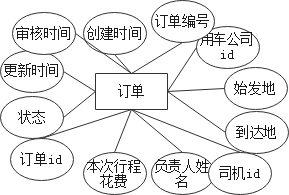 审核时间
创建时间
订单编号
用车公司
id
更新时间
订单
始发地
状态
到达地
订单id
本次行程
花费
负责人姓
名
司机id